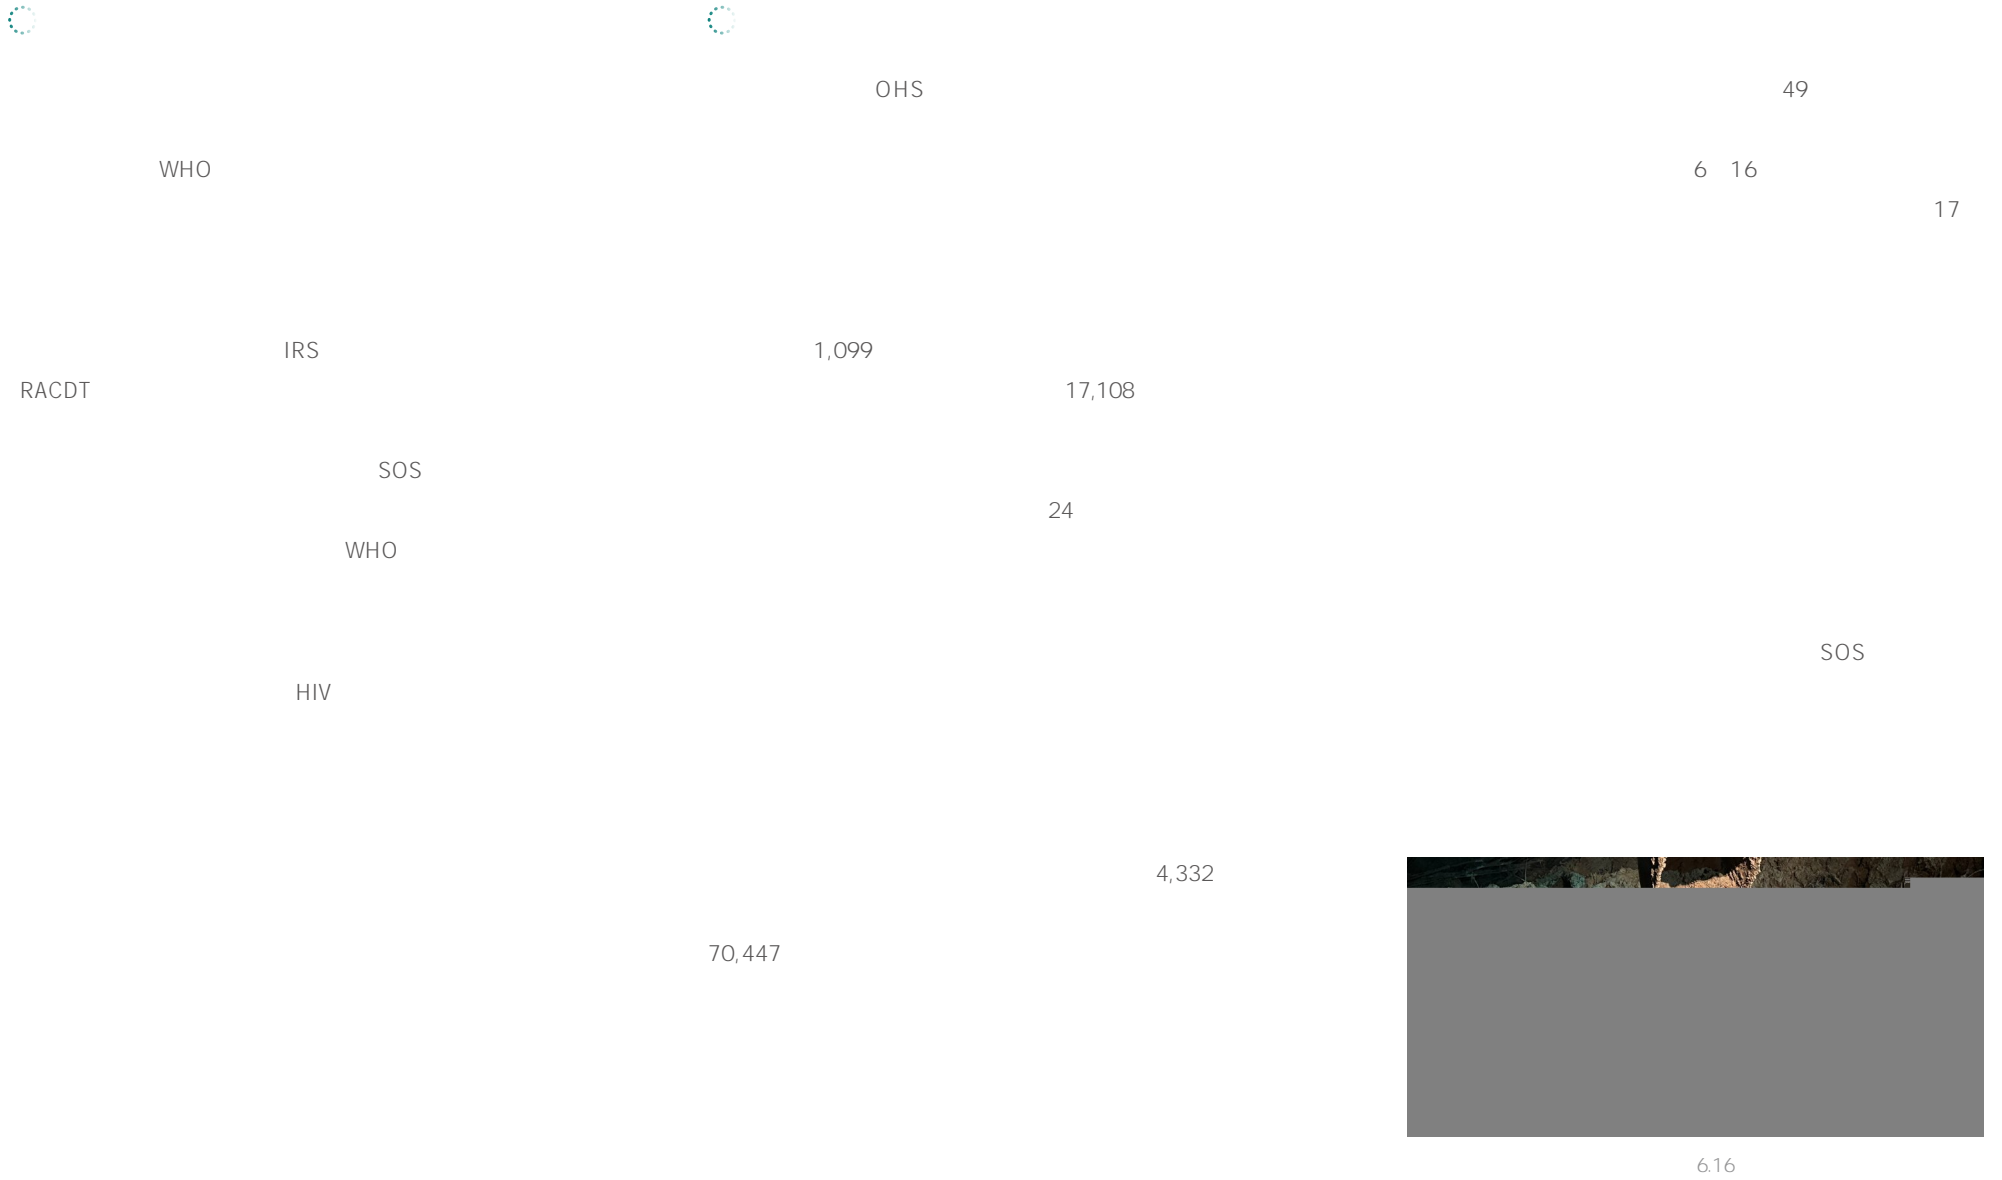 WHO
IRS
RACDT
SOS
WHO
HIV
OHS
1,099
17,108
24
4,332
70,447
49
6 16
17
SOS
6.16